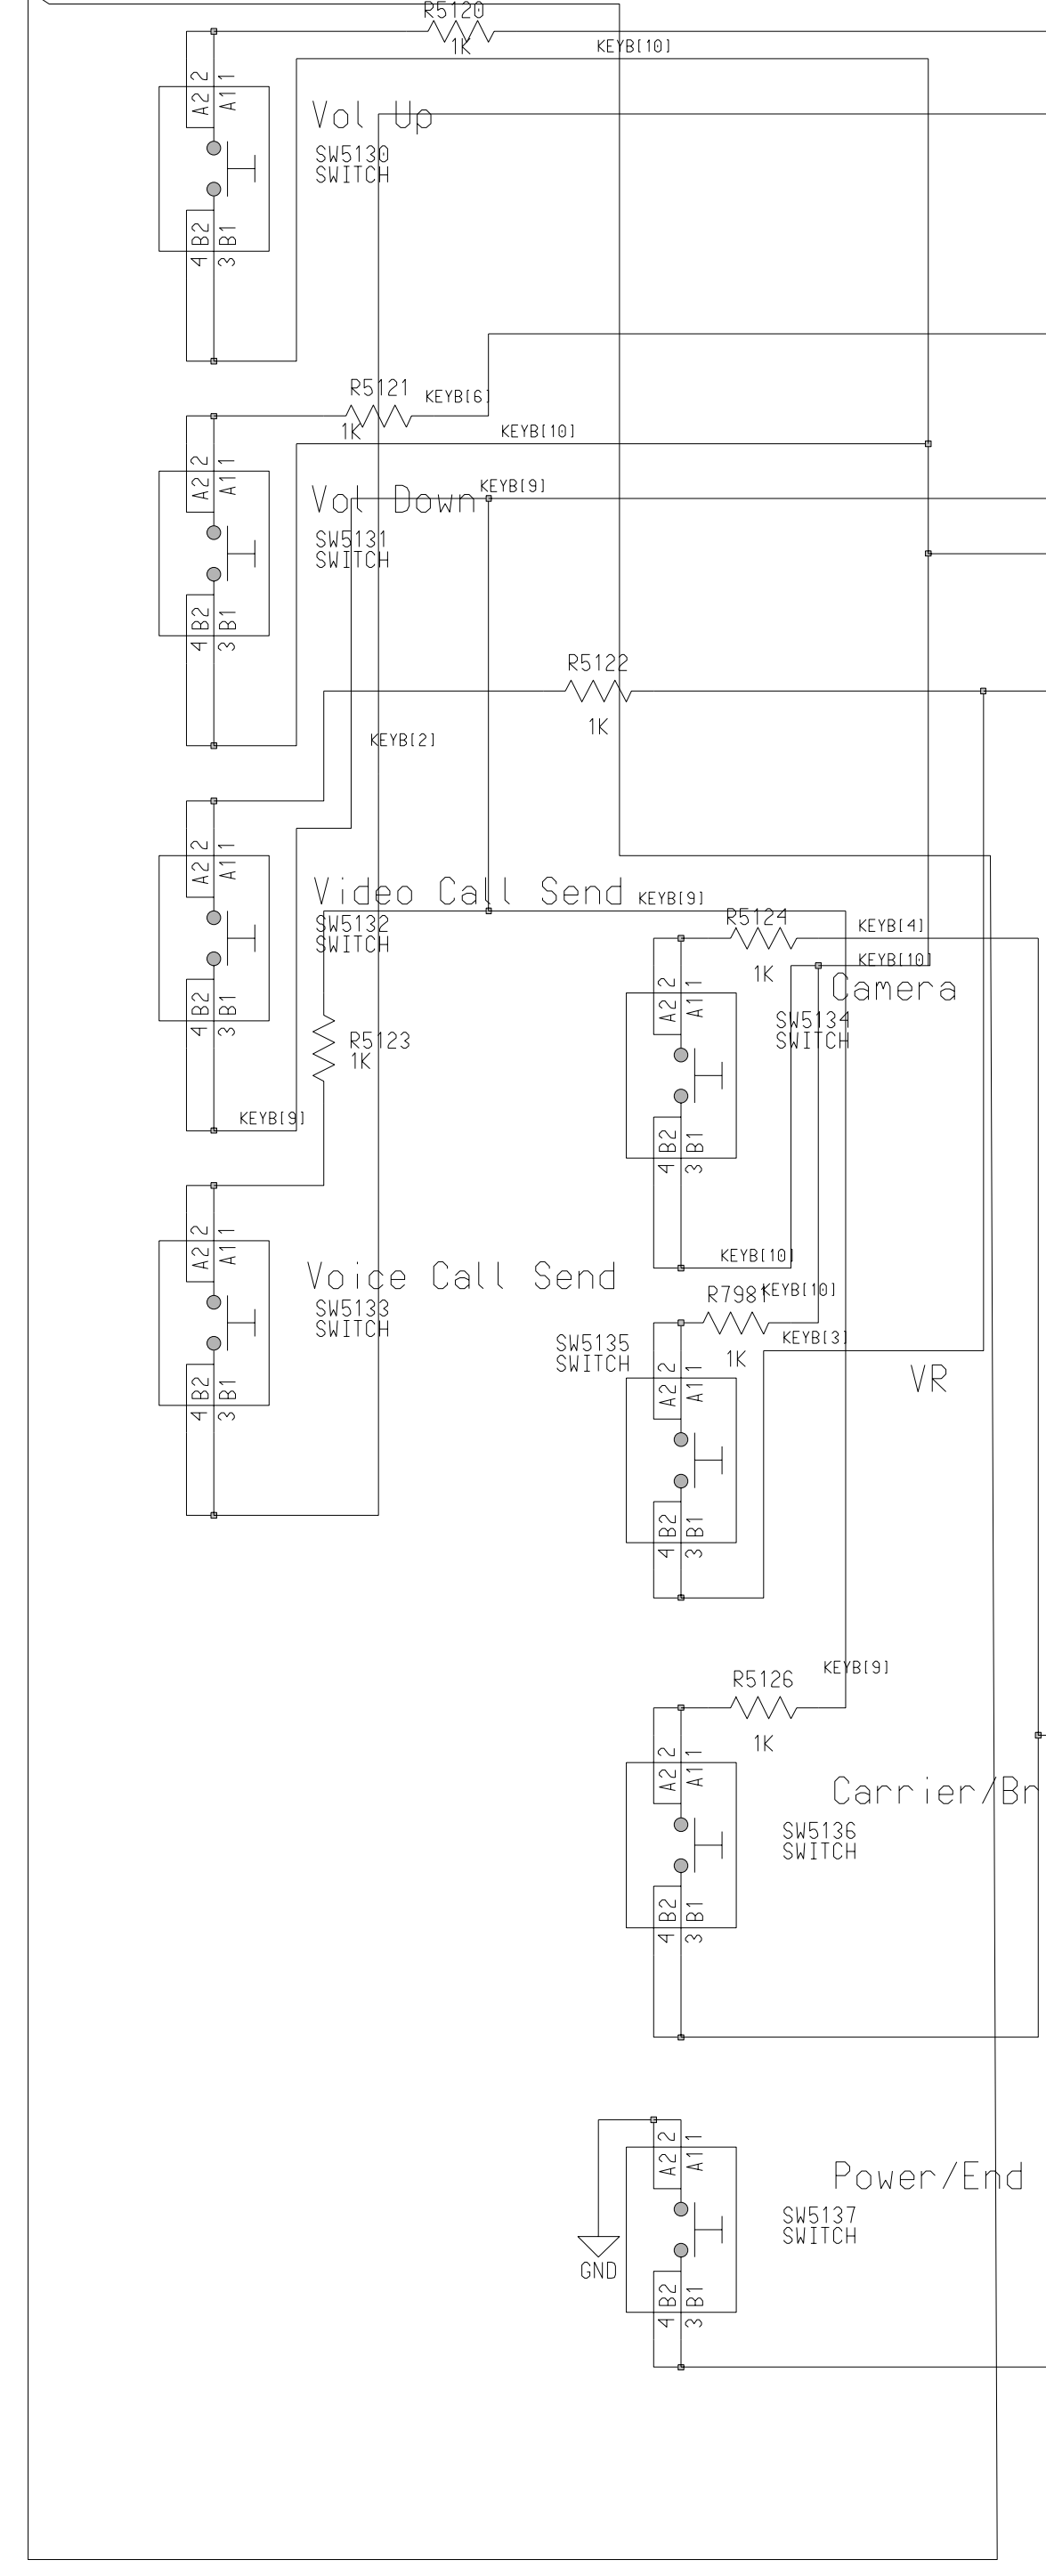 R5120
1K
KEYB[10]
2 1
A2 A1
Vol Up
SW5130
SWITCH
B2 B1
4 3
R5121
KEYB[6]
1K
KEYB[10]
2 1
A2 A1
KEYB[9]
Vol Down
SW5131
SWITCH
B2 B1
4 3
R5122
1K
KEYB[2]
2 1
A2 A1
Video Call Send
KEYB[9]
SW5132
SWITCH
R5124
KEYB[4]
1K
KEYB[10]
2 1
A2 A1
Camera
SW5134
SWITCH
B2 B1
4 3
R5123
1K
KEYB[9]
B2 B1
4 3
2 1
A2 A1
Voice Call Send
SW5133
SWITCH
KEYB[10]
R7981
KEYB[10]
SW5135
SWITCH
1K
KEYB[3]
VR
2 1
A2 A1
B2 B1
4 3
B2 B1
4 3
KEYB[9]
R5126
1K
2 1
A2 A1
Carrier/Br
SW5136
SWITCH
B2 B1
4 3
2 1
A2 A1
Power/End
SW5137
SWITCH
GND
B2 B1
4 3